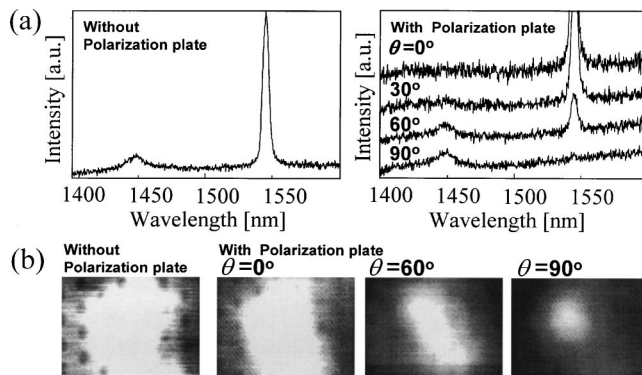 (a)
Without
Polarization plate
Intensity [a.u.]
1400 1450 1500 1550
Wavelength [nm]
With Polarization plate
θ=0°
30°
60°
90°
Intensity [a.u.]
1400 1450 1500 1550
Wavelength [nm]
(b)
Without
Polarization plate
With Polarization plate
θ=0°
θ=60°
θ=90°